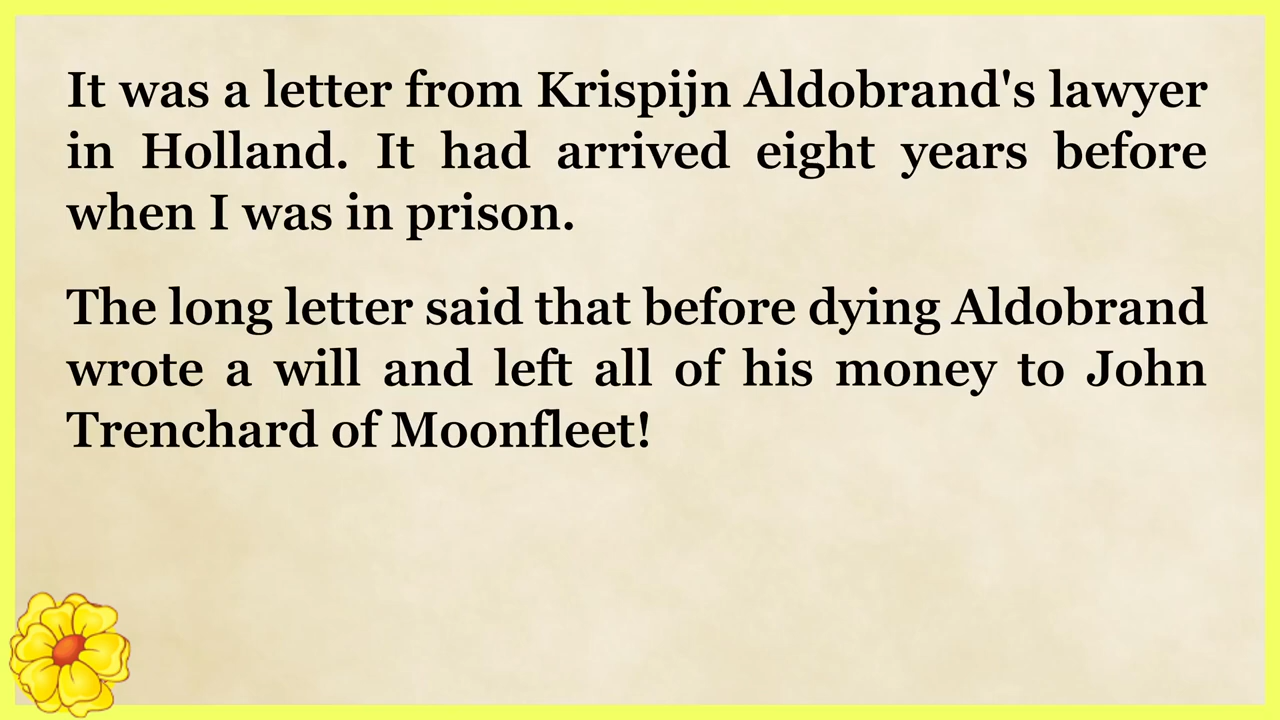 It was a letter from Krispijn Aldobrand's lawyer
in Holland. It had arrived eight years before
when I was in prison.
The long letter said that before dying Aldobrand
wrote a will and left all of his money to John
Trenchard of Moonfleet!